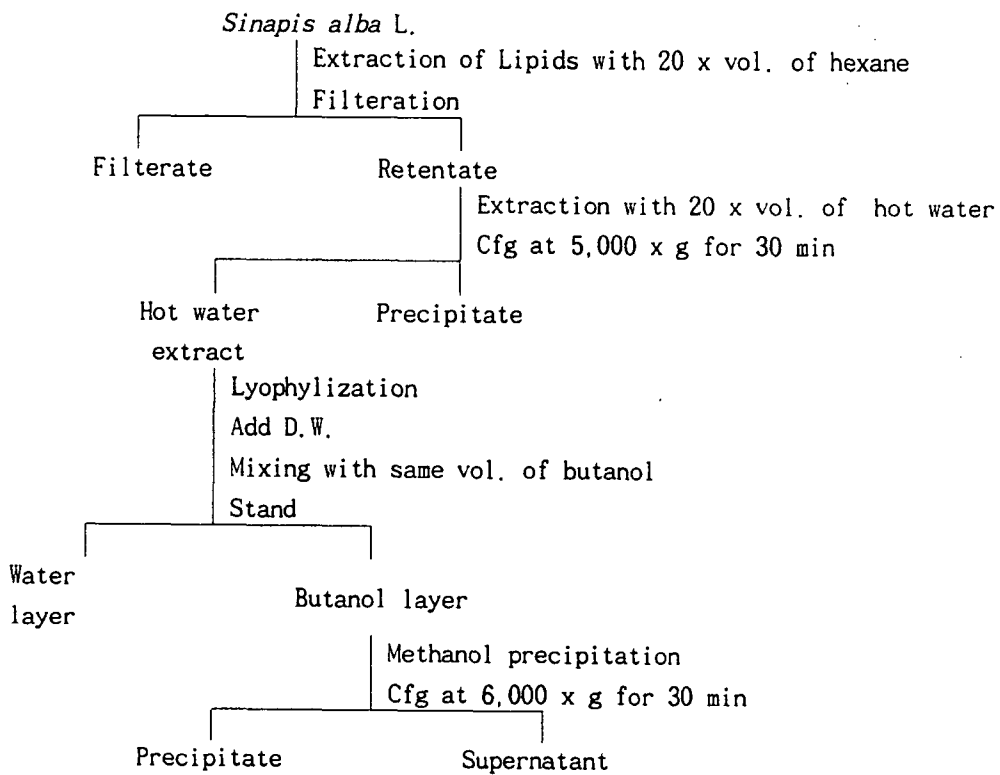 Sinapis alba L.
Extraction of Lipids with 20 x vol. of hexane
Filteration
Filterate
Retentate
Extraction with 20 x vol. of hot water
Cfg at 5,000 x g for 30 min
Hot water
extract
Precipitate
Lyophylization
Add D.W.
Mixing with same vol. of butanol
Stand
Water
layer
Butanol layer
Methanol precipitation
Cfg at 6,000 x g for 30 min
Precipitate
Supernatant